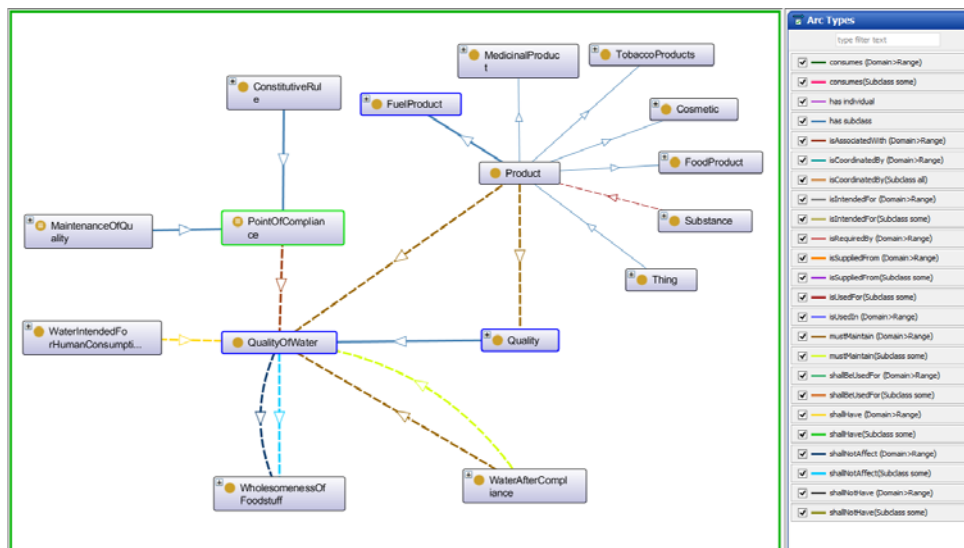 MedicinalProduc
t
TobaccoProducts
ConstitutiveRul
e
FuelProduct
Cosmetic
Product
FoodProduct
MaintenanceOfQu
ality
PointOfComplia
nce
Substance
Thing
WaterIntendedFo
rHumanConsumpti...
QualityOfWater
Quality
WholesomenessOf
Foodstuff
WaterAfterCompl
iance
Arc Types
type filter text
consumes (Domain>Range)
consumes(Subclass some)
has individual
has subclass
isAssociatedWith (Domain>Range)
isCoordinatedBy (Domain>Range)
isCoordinatedBy(Subclass all)
isIntendedFor (Domain>Range)
isIntendedFor(Subclass some)
isRequiredBy (Domain>Range)
isSuppliedFrom (Domain>Range)
isSuppliedFrom(Subclass some)
isUsedFor(Subclass some)
isUsedIn (Domain>Range)
mustMaintain (Domain>Range)
mustMaintain(Subclass some)
shallBeUsedFor (Domain>Range)
shallBeUsedFor(Subclass some)
shallHave (Domain>Range)
shallHave(Subclass some)
shallNotAffect (Domain>Range)
shallNotAffect(Subclass some)
shallNotHave (Domain>Range)
shallNotHave(Subclass some)